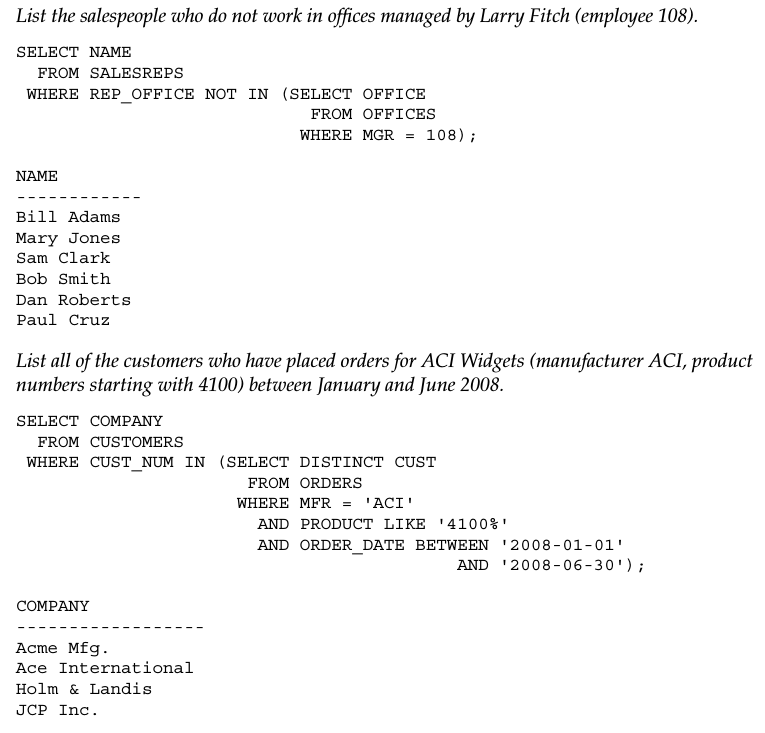 List the salespeople who do not work in offices managed by Larry Fitch (employee 108).
SELECT NAME
FROM SALESREPS
WHERE REP_OFFICE NOT IN (SELECT OFFICE
FROM OFFICES
WHERE MGR = 108);
NAME
------------
Bill Adams
Mary Jones
Sam Clark
Bob Smith
Dan Roberts
Paul Cruz
List all of the customers who have placed orders for ACI Widgets (manufacturer ACI, product
numbers starting with 4100) between January and June 2008.
SELECT COMPANY
FROM CUSTOMERS
WHERE CUST_NUM IN (SELECT DISTINCT CUST
FROM ORDERS
WHERE MFR = 'ACI'
AND PRODUCT LIKE '4100%'
AND ORDER_DATE BETWEEN '2008-01-01'
AND '2008-06-30');
COMPANY
------------------
Acme Mfg.
Ace International
Holm & Landis
JCP Inc.